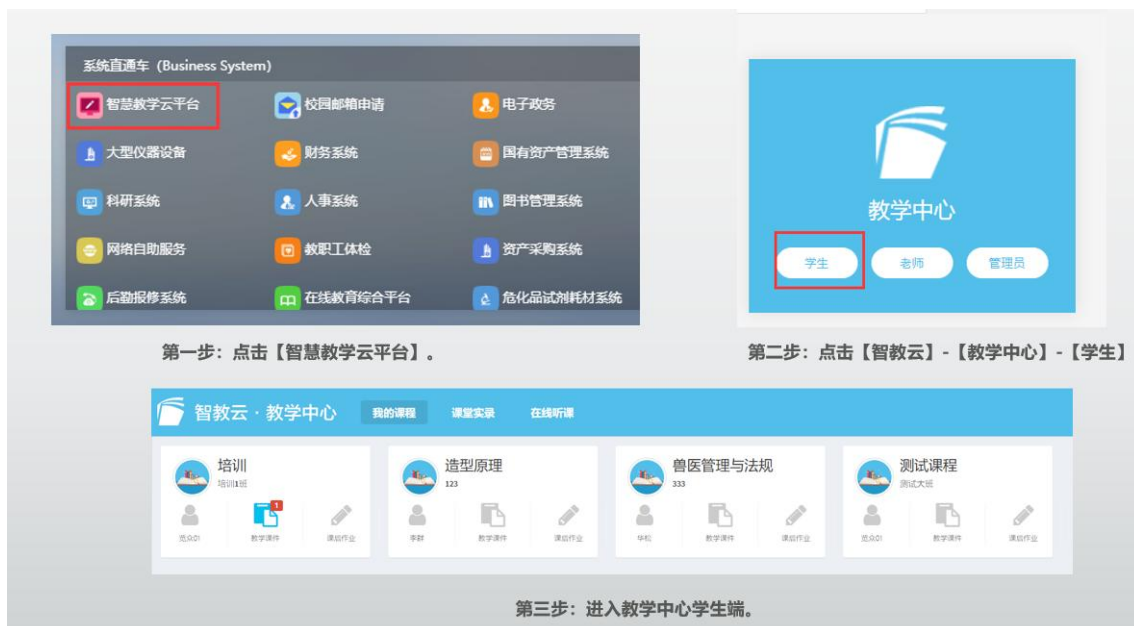 系统直通车（Business System）
智慧教学云平台 校园邮箱申请 电子政务
大型仪器设备 财务系统 国有资产管理系统
科研系统 人事系统 图书管理系统
网络自助服务 教职工体检 资产采购系统
后勤报修系统 在线教育综合平台 危化品试剂耗材系统
教学中心
学生 老师 管理员
第一步：点击【智慧教学云平台】。
第二步：点击【智教云】-【教学中心】-【学生】
智教云·教学中心 我的课程 课堂实录 在线听课
培训
培训1班
1
览众01 教学课件 课后作业
造型原理
123
李群 教学课件 课后作业
兽医管理与法规
333
华松 教学课件 课后作业
测试课程
测试大班
览众01 教学课件 课后作业
第三步：进入教学中心学生端。